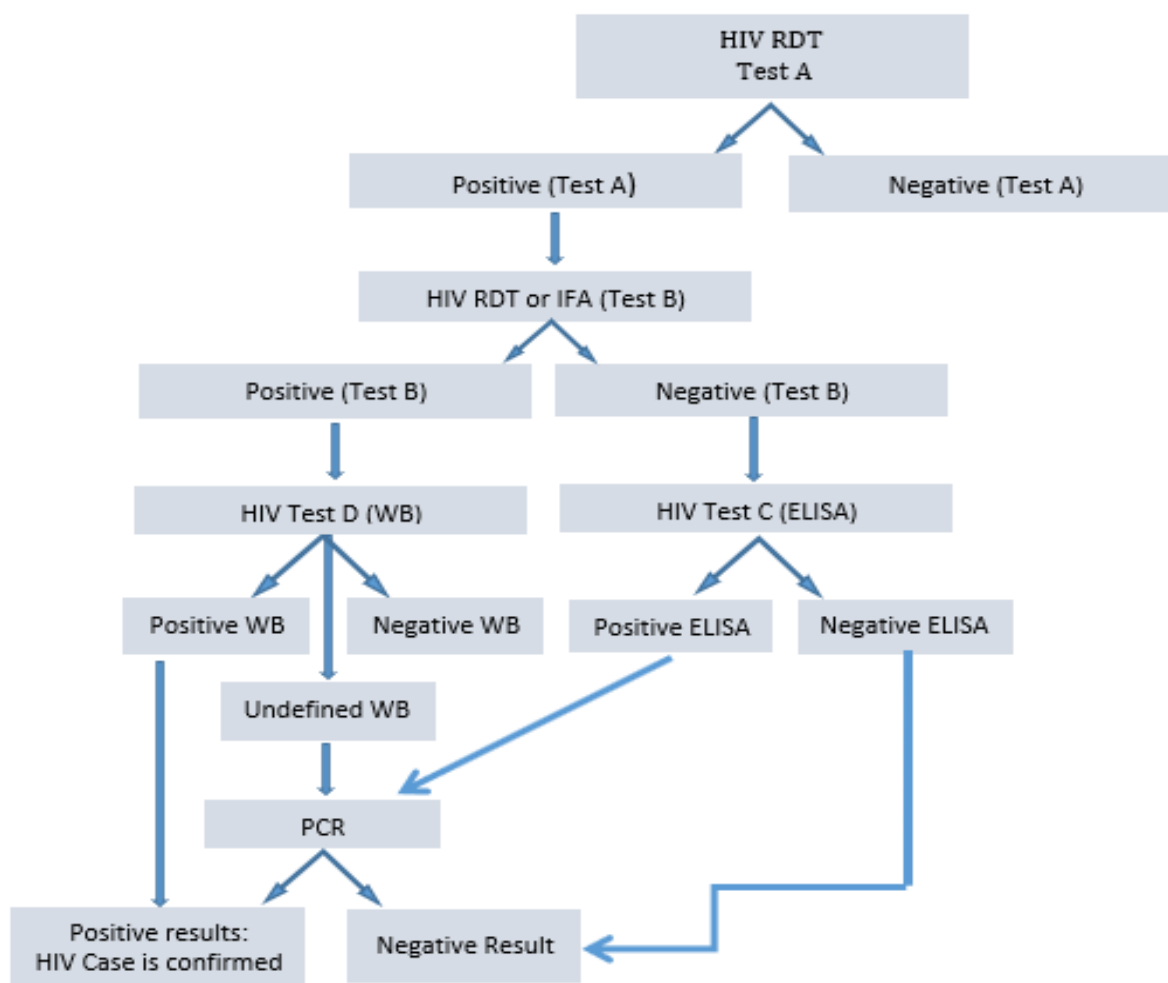 HIV RDT
Test A
Positive (Test A)
Negative (Test A)
HIV RDT or IFA (Test B)
Positive (Test B)
Negative (Test B)
HIV Test D (WB)
HIV Test C (ELISA)
Positive WB
Negative WB
Positive ELISA
Negative ELISA
Undefined WB
PCR
Positive results:
HIV Case is confirmed
Negative Result